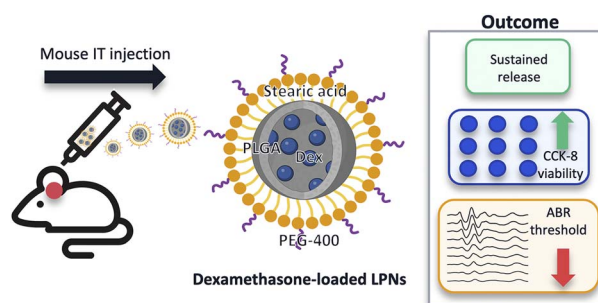 Mouse IT injection
Stearic acid
PLGA
Dex
PEG-400
Dexamethasone-loaded LPNs
Outcome
Sustained
release
CCK-8
viability
ABR
threshold